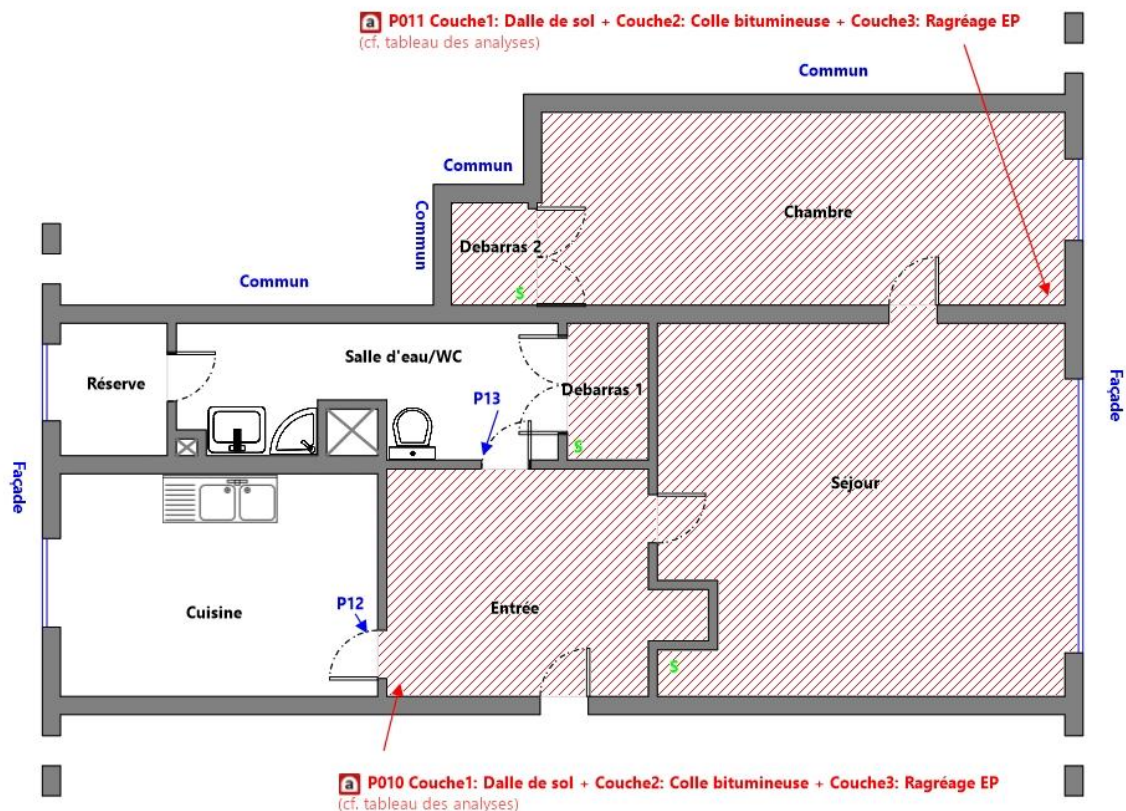 a P011 Couche1: Dalle de sol + Couche2: Colle bitumineuse + Couche3: Ragréage EP
(cf. tableau des analyses)
Commun
Commun
Commun
Chambre
Debarras 2
Commun
$
Salle d'eau/WC
Réserve
Debarras 1
P13
Façade
$
Façade
Séjour
P12
Cuisine
Entrée
$
a P010 Couche1: Dalle de sol + Couche2: Colle bitumineuse + Couche3: Ragréage EP
(cf. tableau des analyses)